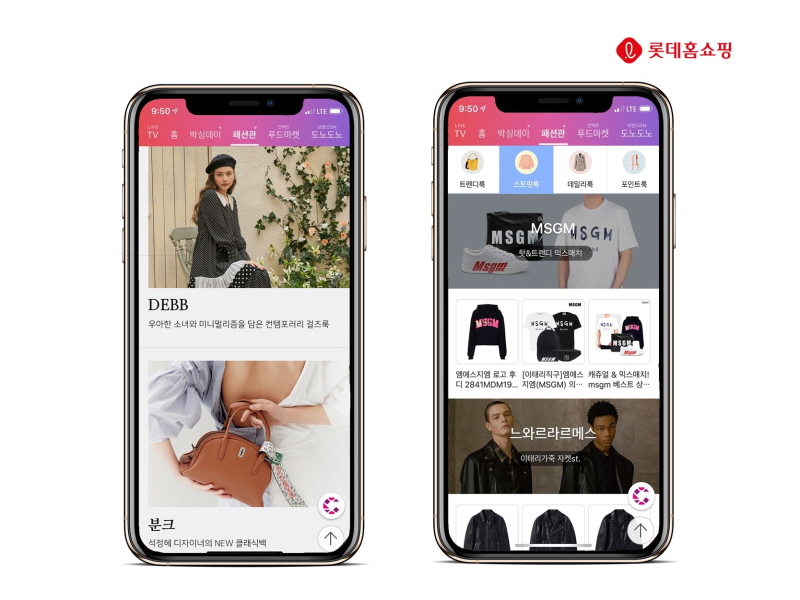 롯데홈쇼핑
9:50
LTE
LIVE
TV
홈
박싱데이
패션관
푸드마켓
도노도노
DEBB
우아한 소녀와 미니멀리즘을 담은 컨템포러리 걸즈룩
분크
석정혜 디자이너의 NEW 클래식백
9:50
LTE
LIVE
TV
홈
박싱데이
패션관
푸드마켓
도노도노
트렌디룩
스트릿룩
데일리룩
포인트룩
MSGM
MSGM
MSGM
Msgm
핫&트렌디 믹스매치
MSGM
MSGM
MSGM
MSGM
엠에스지엠 로고 후디 2841MDM19...
[이태리직구]엠에스지엠(MSGM) 의...
캐쥬얼 & 믹스매치! msgm 베스트 상...
느와르라르메스
이태리가죽 자켓st.